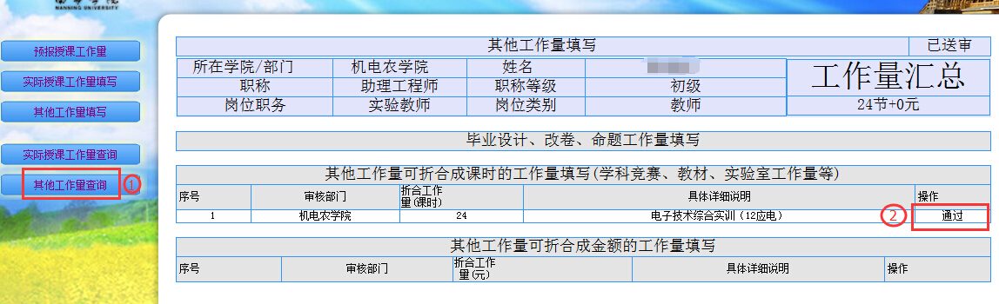 NANNING UNIVERSITY
预报授课工作量
实际授课工作量填写
其他工作量填写
实际授课工作量查询
其他工作量查询 1
其他工作量填写 已送审
所在学院/部门 机电农学院 姓名
职称 助理工程师 职称等级 初级
岗位职务 实验教师 岗位类别 教师
工作量汇总
24节+0元
毕业设计、改卷、命题工作量填写
其他工作量可折合成课时的工作量填写(学科竞赛、教材、实验室工作量等)
序号 审核部门 折合工作量(课时) 具体详细说明 操作
1 机电农学院 24 电子技术综合实训（12应电） 2 通过
其他工作量可折合成金额的工作量填写
序号 审核部门 折合工作量(元) 具体详细说明 操作